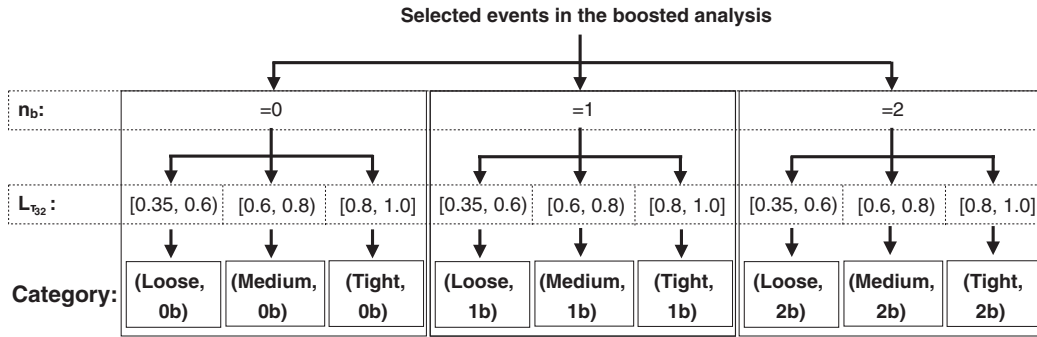 Selected events in the boosted analysis
n_b: =0 =1 =2
L_τ32: [0.35, 0.6) [0.6, 0.8) [0.8, 1.0] [0.35, 0.6) [0.6, 0.8) [0.8, 1.0] [0.35, 0.6) [0.6, 0.8) [0.8, 1.0]
Category: (Loose, (Medium, (Tight, (Loose, (Medium, (Tight, (Loose, (Medium, (Tight,
0b) 0b) 0b) 1b) 1b) 1b) 2b) 2b) 2b)